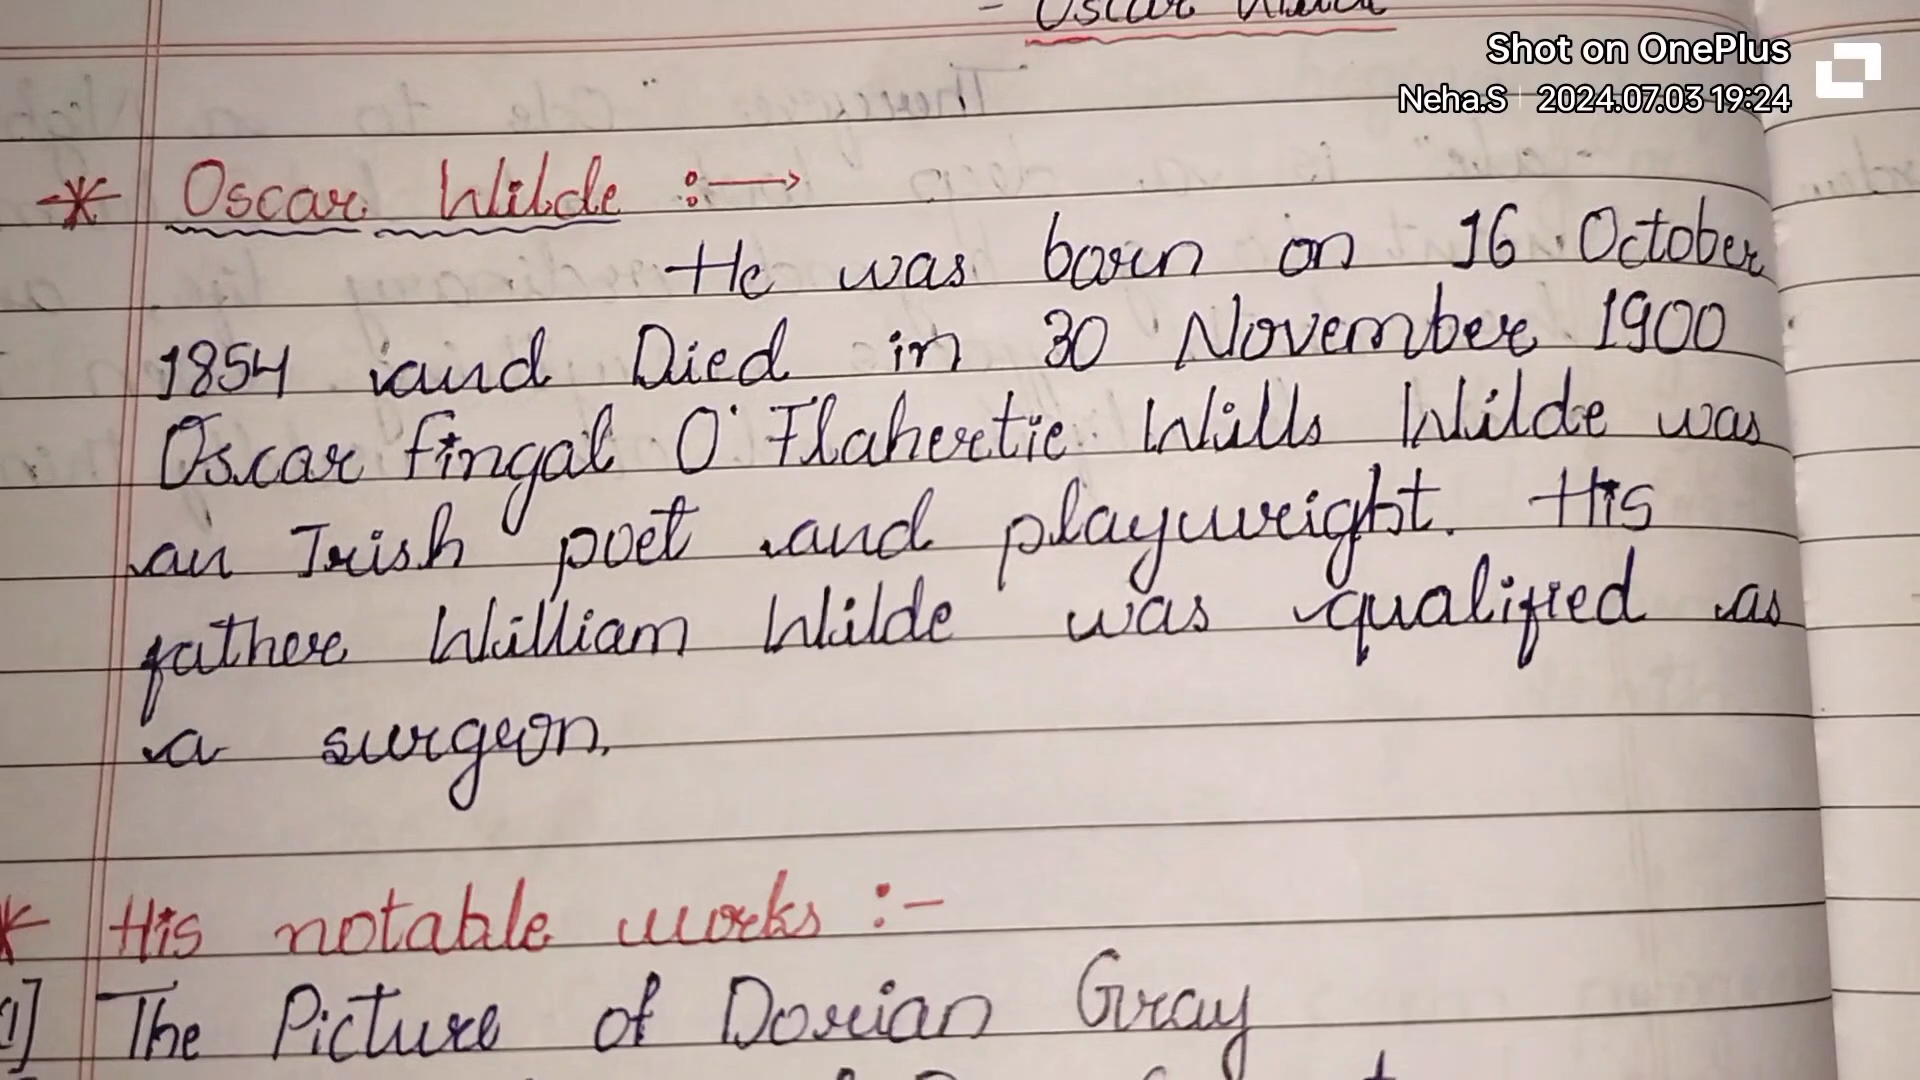 - Oscar Wilde
Shot on OnePlus
Neha.S | 2024.07.03 19:24
* Oscar Wilde :→
He was born on 16 October
1854 and Died in 30 November 1900
Oscar Fingal O'Flahertie Wills Wilde was
an Irish poet and playwright. His
father William Wilde was qualified as
a surgeon.
* His notable works :-
1] The Picture of Dorian Gray